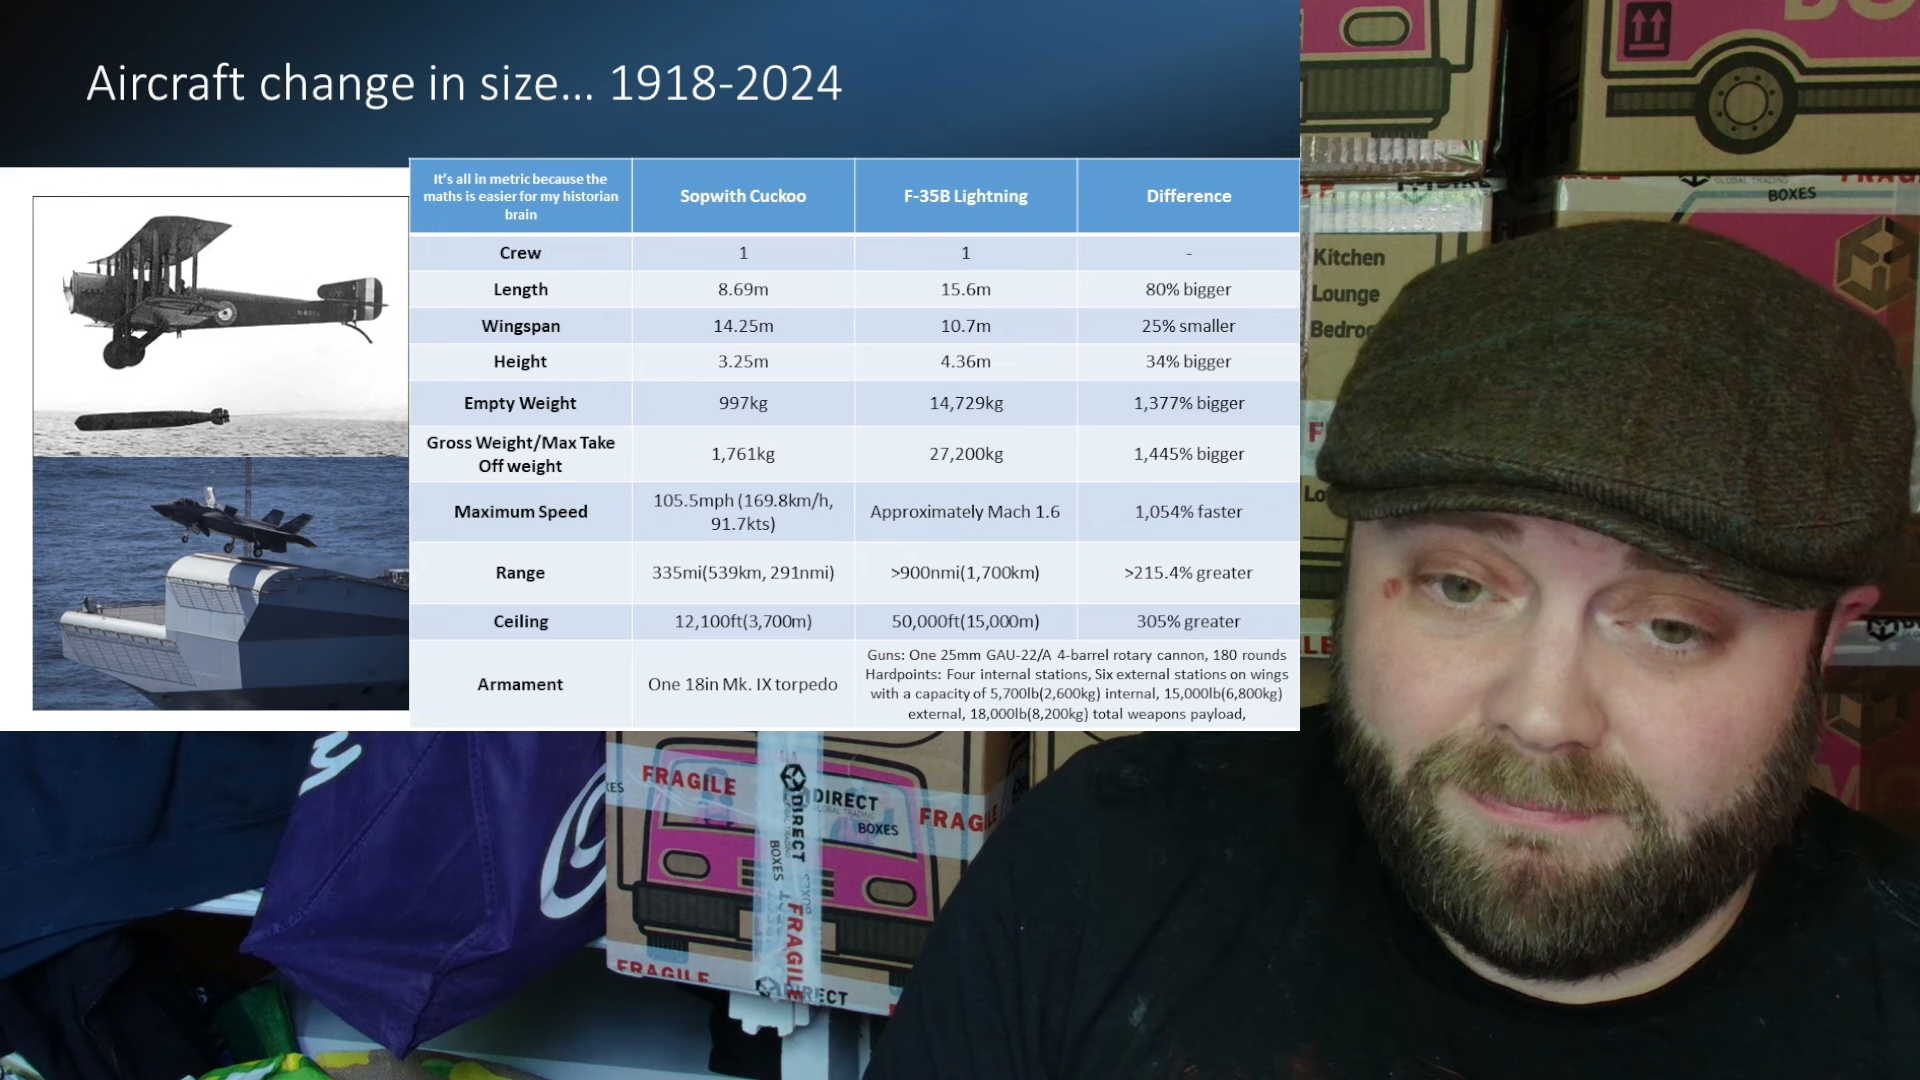 Aircraft change in size... 1918-2024
It's all in metric because the
maths is easier for my historian
brain
Sopwith Cuckoo
F-35B Lightning
Difference
Crew
1
1
-
Length
8.69m
15.6m
80% bigger
Wingspan
14.25m
10.7m
25% smaller
Height
3.25m
4.36m
34% bigger
Empty Weight
997kg
14,729kg
1,377% bigger
Gross Weight/Max Take
Off weight
1,761kg
27,200kg
1,445% bigger
Maximum Speed
105.5mph (169.8km/h,
91.7kts)
Approximately Mach 1.6
1,054% faster
Range
335mi(539km, 291nmi)
>900nmi(1,700km)
>215.4% greater
Ceiling
12,100ft(3,700m)
50,000ft(15,000m)
305% greater
Armament
One 18in Mk. IX torpedo
Guns: One 25mm GAU-22/A 4-barrel rotary cannon, 180 rounds
Hardpoints: Four internal stations, Six external stations on wings
with a capacity of 5,700lb(2,600kg) internal, 15,000lb(6,800kg)
external, 18,000lb(8,200kg) total weapons payload,
BOXES
FRAG
Kitchen
Lounge
Bedroo
FRAGILE
DIRECT
GLOBAL TRADING
BOXES
FRAGILE
DIRECT
BOXES
FRAGILE
FRAGILE
DIRECT